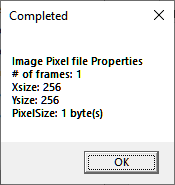 Completed
Image Pixel file Properties
# of frames: 1
Xsize: 256
Ysize: 256
PixelSize: 1 byte(s)
OK